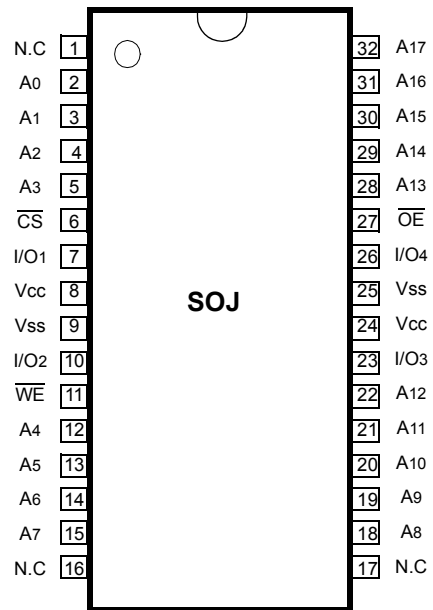 N.C 1 32 A17
A0 2 31 A16
A1 3 30 A15
A2 4 29 A14
A3 5 28 A13
C̅S̅ 6 27 O̅E̅
I/O1 7 26 I/O4
Vcc 8 25 Vss
SOJ
Vss 9 24 Vcc
I/O2 10 23 I/O3
W̅E̅ 11 22 A12
A4 12 21 A11
A5 13 20 A10
A6 14 19 A9
A7 15 18 A8
N.C 16 17 N.C